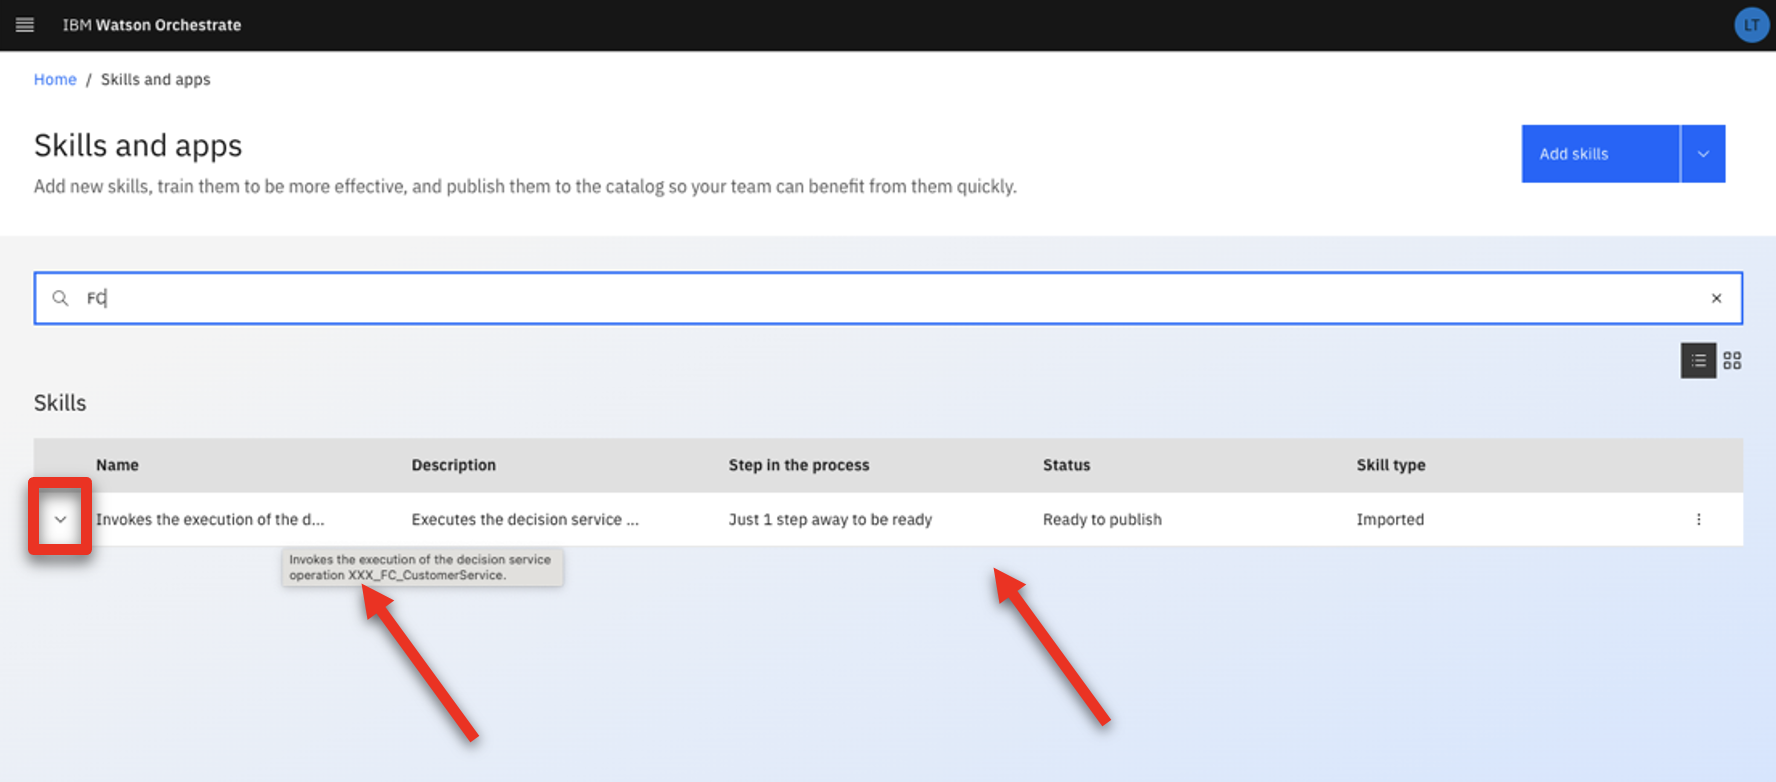 IBM Watson Orchestrate
LT
Home / Skills and apps
Skills and apps
Add skills
Add new skills, train them to be more effective, and publish them to the catalog so your team can benefit from them quickly.
FC
Skills
Name Description Step in the process Status Skill type
Invokes the execution of the d... Executes the decision service ... Just 1 step away to be ready Ready to publish Imported
Invokes the execution of the decision service
operation XXX_FC_CustomerService.